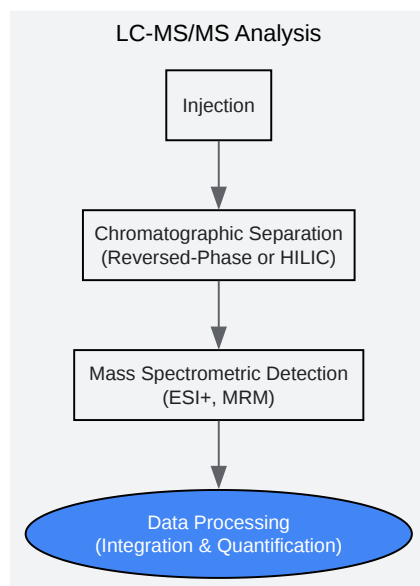 LC-MS/MS Analysis
Injection
Chromatographic Separation
(Reversed-Phase or HILIC)
Mass Spectrometric Detection
(ESI+, MRM)
Data Processing
(Integration & Quantification)